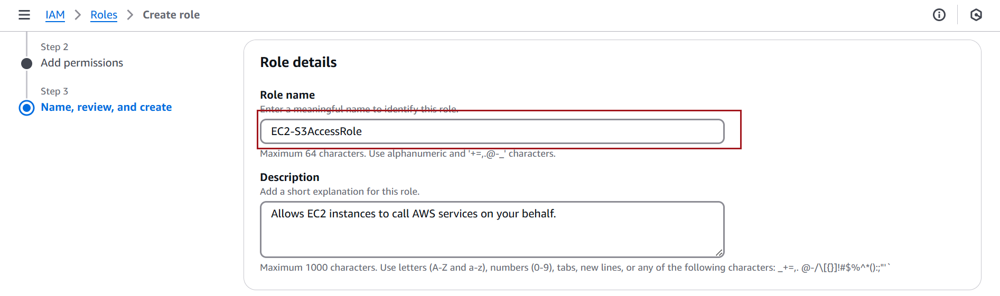 IAM > Roles > Create role
Step 2
Add permissions
Step 3
Name, review, and create
Role details
Role name
Enter a meaningful name to identify this role.
EC2-S3AccessRole
Maximum 64 characters. Use alphanumeric and '+=,.@-_' characters.
Description
Add a short explanation for this role.
Allows EC2 instances to call AWS services on your behalf.
Maximum 1000 characters. Use letters (A-Z and a-z), numbers (0-9), tabs, new lines, or any of the following characters: _+=,. @-/\[{}]!#$%^*():;"'`